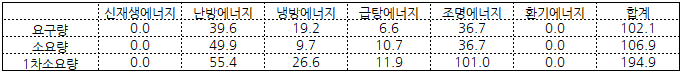 신재생에너지 난방에너지 냉방에너지 급탕에너지 조명에너지 환기에너지 합계
요구량 0.0 39.6 19.2 6.6 36.7 0.0 102.1
소요량 0.0 49.9 9.7 10.7 36.7 0.0 106.9
1차소요량 0.0 55.4 26.6 11.9 101.0 0.0 194.9